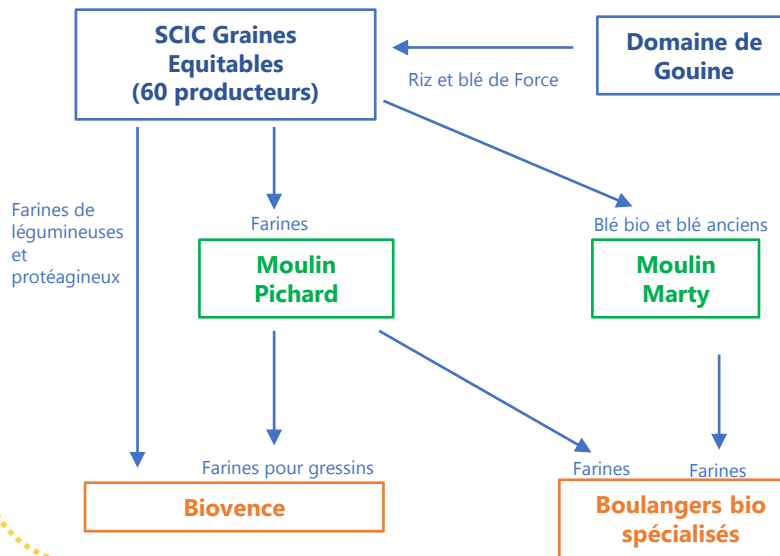 SCIC Graines
Equitables
(60 producteurs)
Domaine de
Gouine
Riz et blé de Force
Farines de
légumineuses
et
protéagineux
Farines
Blé bio et blé anciens
Moulin
Pichard
Moulin
Marty
Farines pour gressins
Farines
Farines
Biovence
Boulangers bio
spécialisés